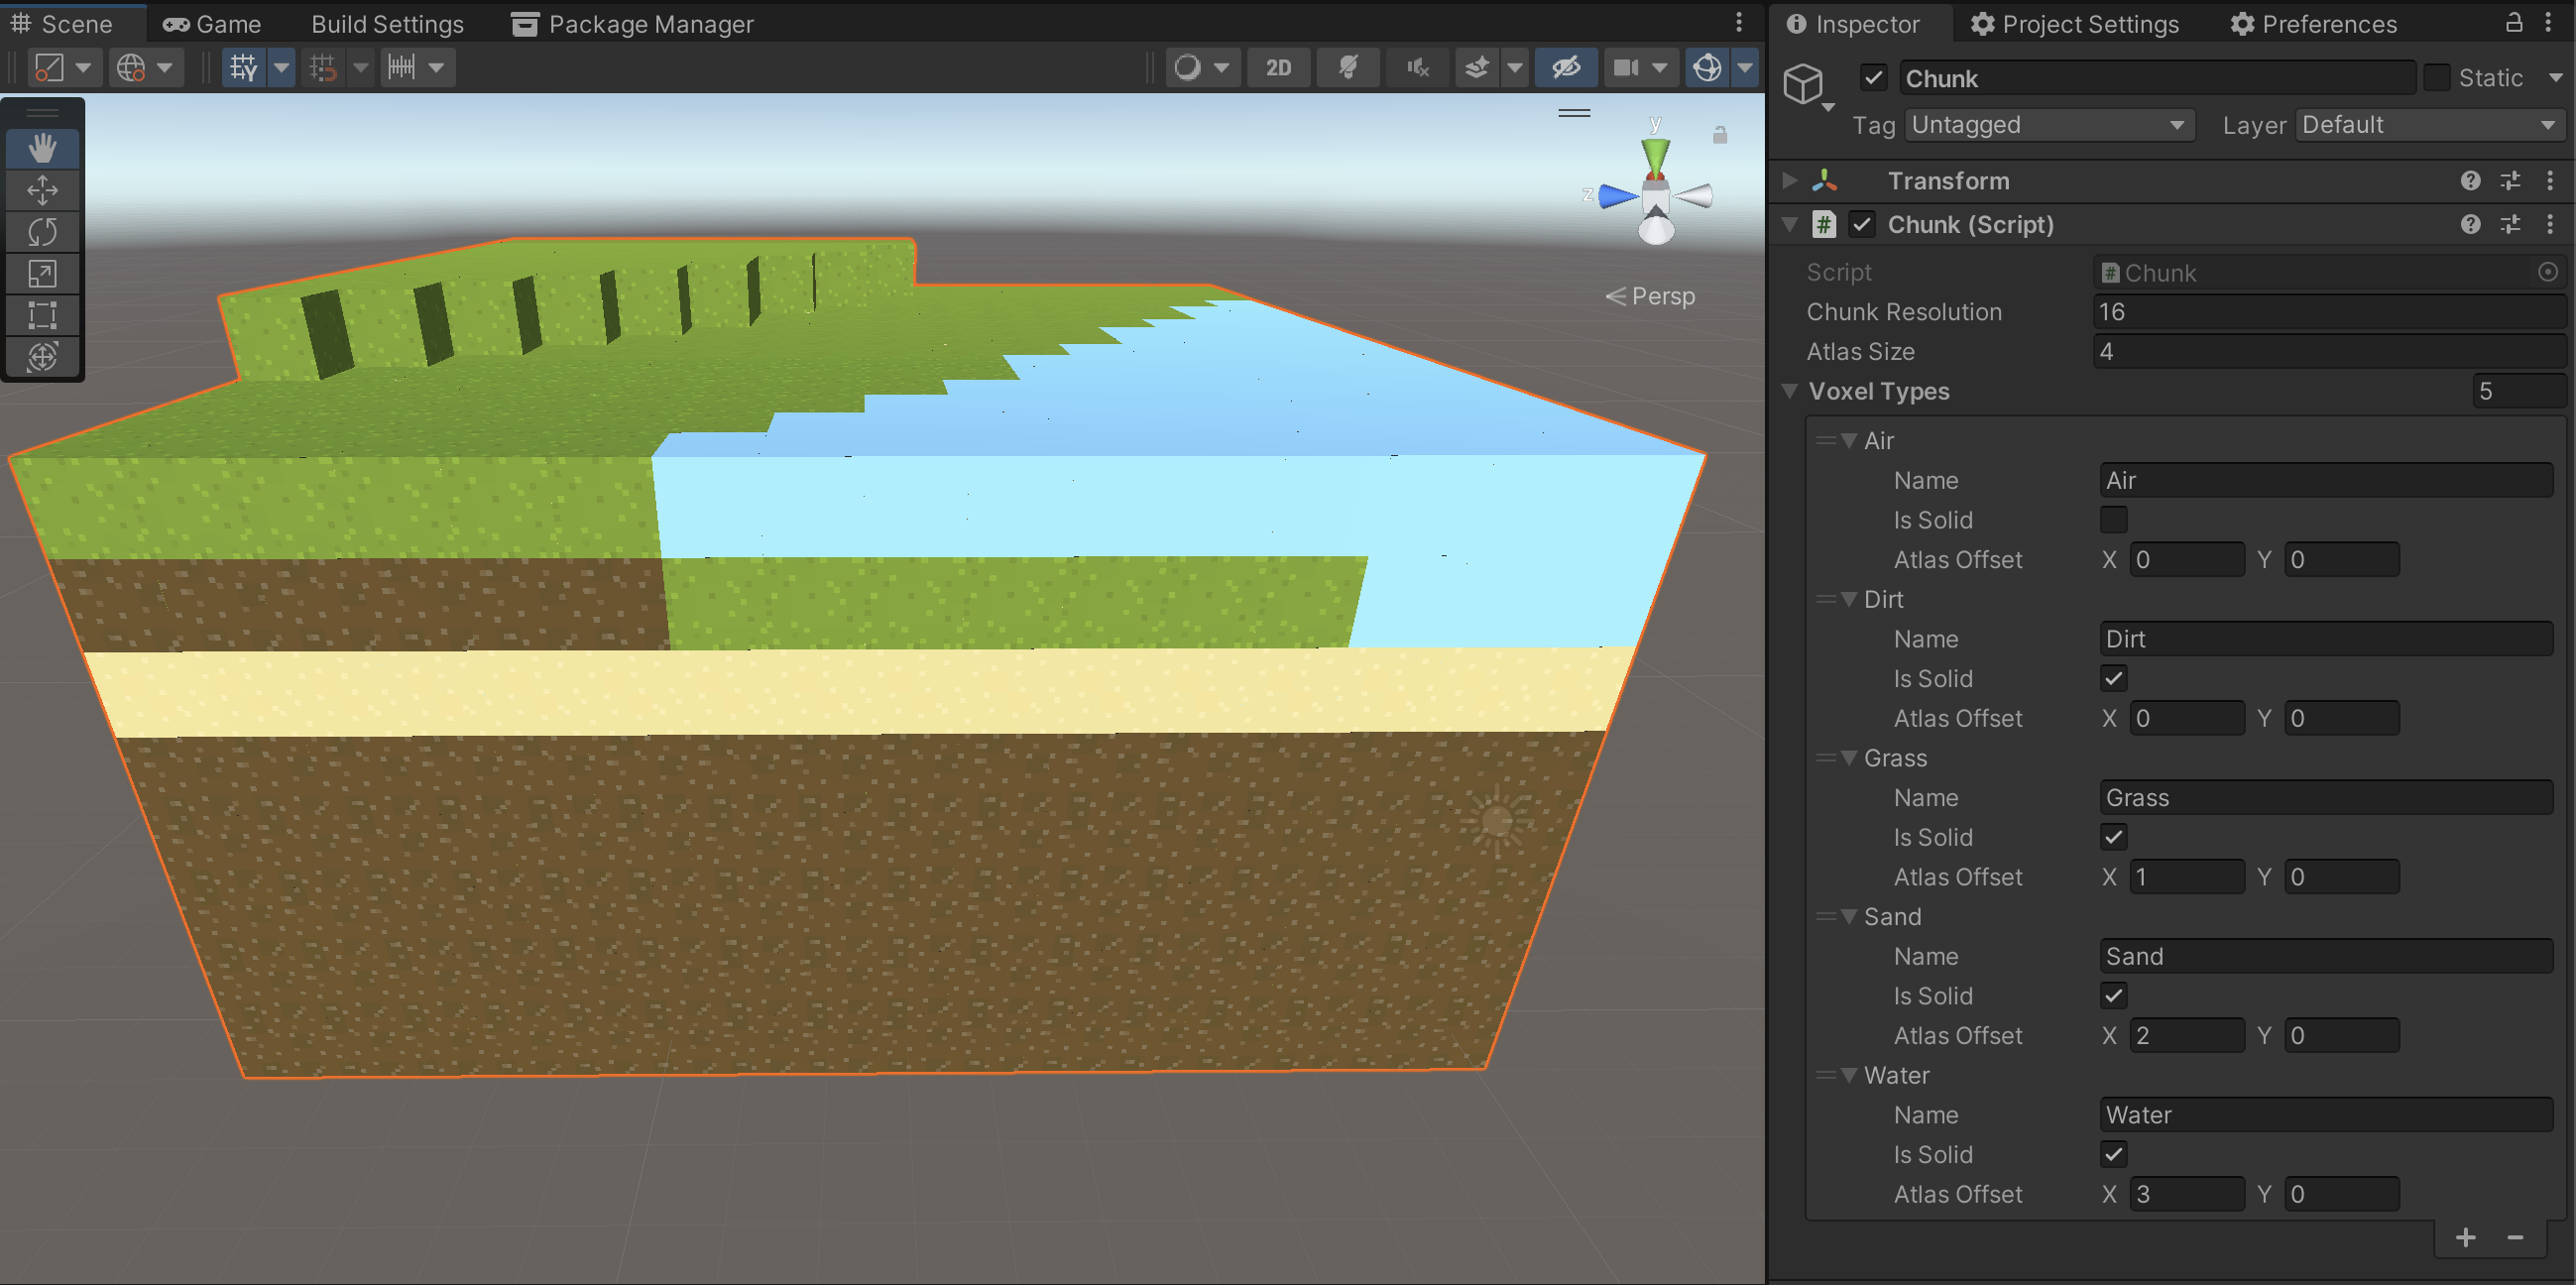 Scene Game Build Settings Package Manager
2D
y
z
Persp
Inspector Project Settings Preferences
Chunk Static
Tag Untagged Layer Default
Transform
# Chunk (Script)
Script # Chunk
Chunk Resolution 16
Atlas Size 4
Voxel Types 5
Air
Name Air
Is Solid
Atlas Offset X 0 Y 0
Dirt
Name Dirt
Is Solid
Atlas Offset X 0 Y 0
Grass
Name Grass
Is Solid
Atlas Offset X 1 Y 0
Sand
Name Sand
Is Solid
Atlas Offset X 2 Y 0
Water
Name Water
Is Solid
Atlas Offset X 3 Y 0